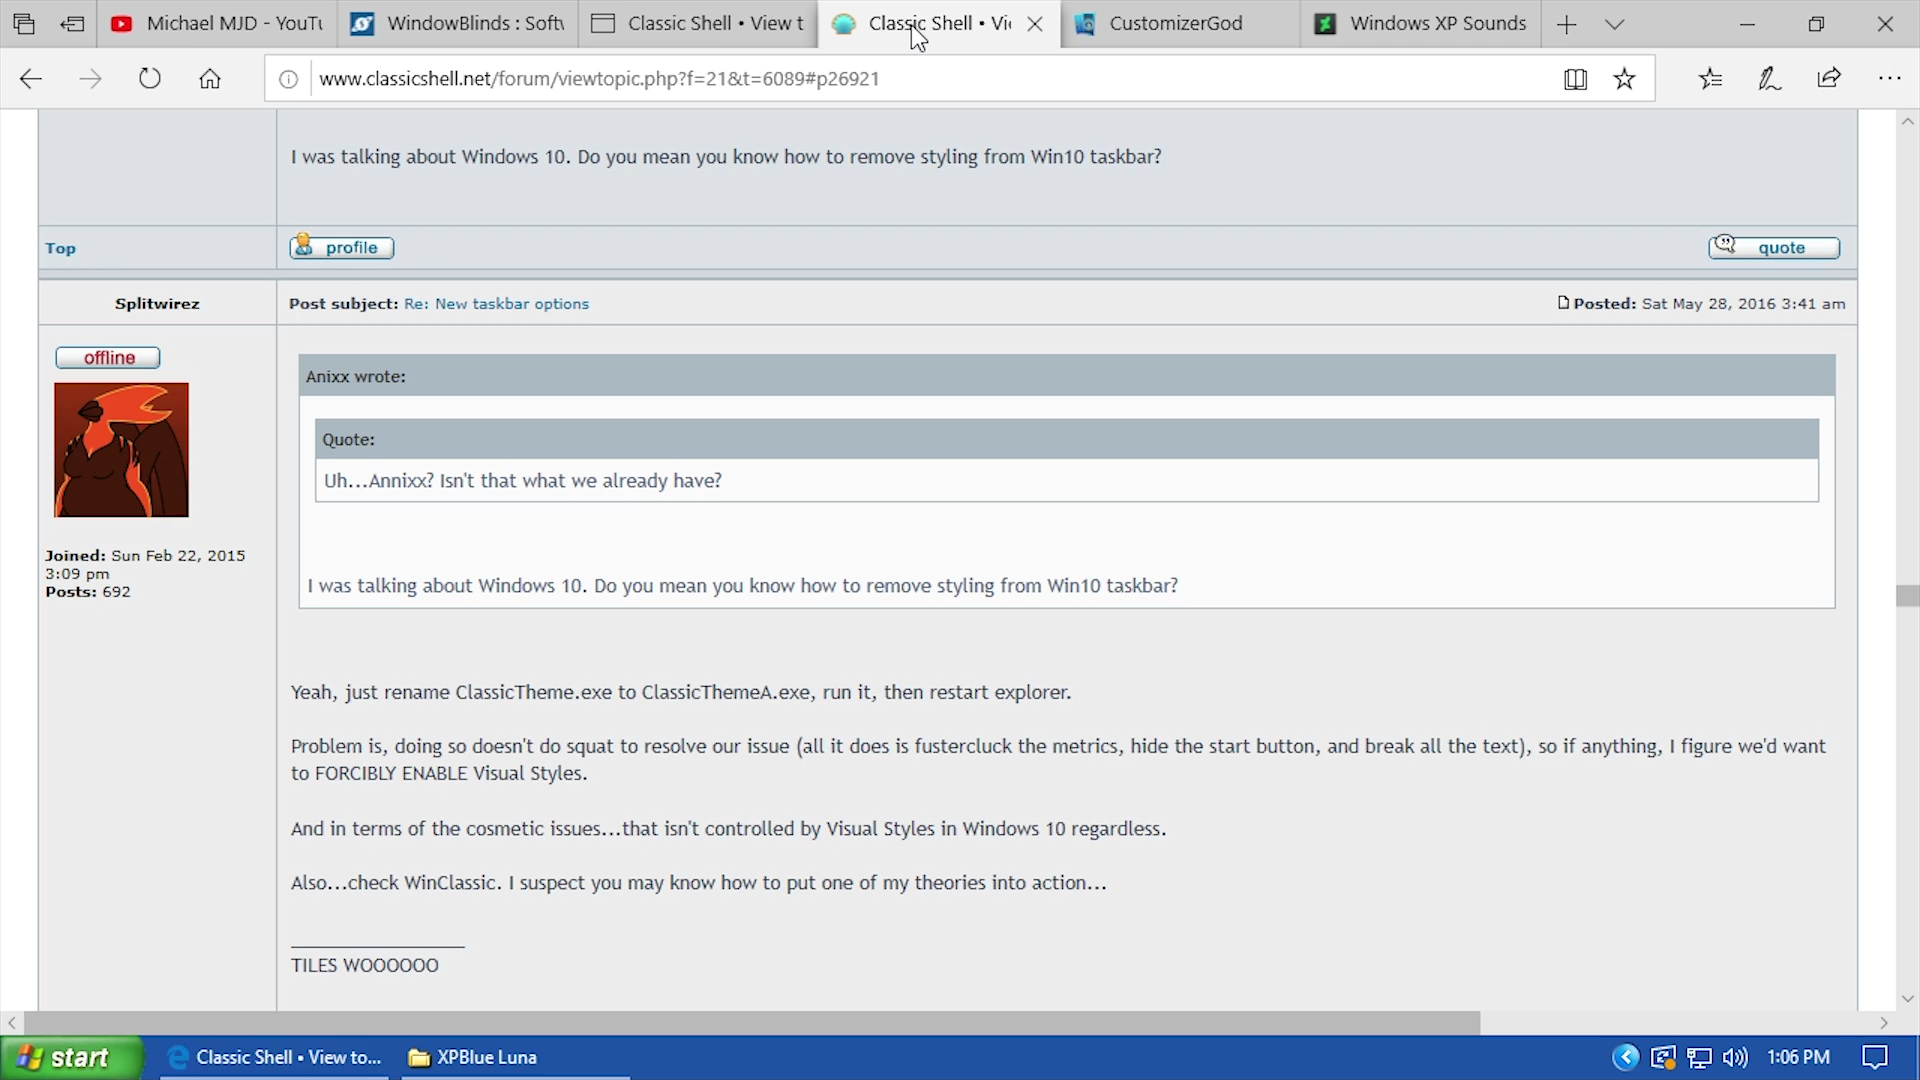 Michael MJD - YouTu
WindowBlinds : Softw
Classic Shell • View t
Classic Shell • Vi
CustomizerGod
Windows XP Sounds
www.classicshell.net/forum/viewtopic.php?f=21&t=6089#p26921
I was talking about Windows 10. Do you mean you know how to remove styling from Win10 taskbar?
Top
profile
quote
Splitwirez
Post subject: Re: New taskbar options
Posted: Sat May 28, 2016 3:41 am
offline
Anixx wrote:
Quote:
Uh...Annixx? Isn't that what we already have?
I was talking about Windows 10. Do you mean you know how to remove styling from Win10 taskbar?
Joined: Sun Feb 22, 2015
3:09 pm
Posts: 692
Yeah, just rename ClassicTheme.exe to ClassicThemeA.exe, run it, then restart explorer.
Problem is, doing so doesn't do squat to resolve our issue (all it does is fustercluck the metrics, hide the start button, and break all the text), so if anything, I figure we'd want
to FORCIBLY ENABLE Visual Styles.
And in terms of the cosmetic issues...that isn't controlled by Visual Styles in Windows 10 regardless.
Also...check WinClassic. I suspect you may know how to put one of my theories into action...
TILES WOOOOOO
start
Classic Shell • View to...
XPBlue Luna
1:06 PM